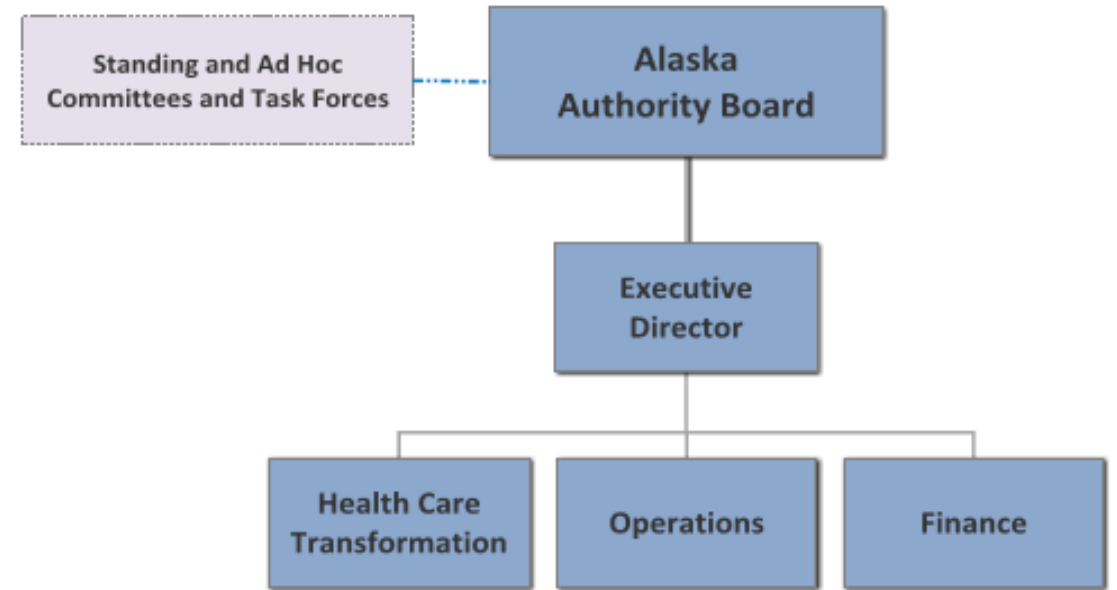 Standing and Ad Hoc
Committees and Task Forces
Alaska
Authority Board
Executive
Director
Health Care
Transformation
Operations
Finance